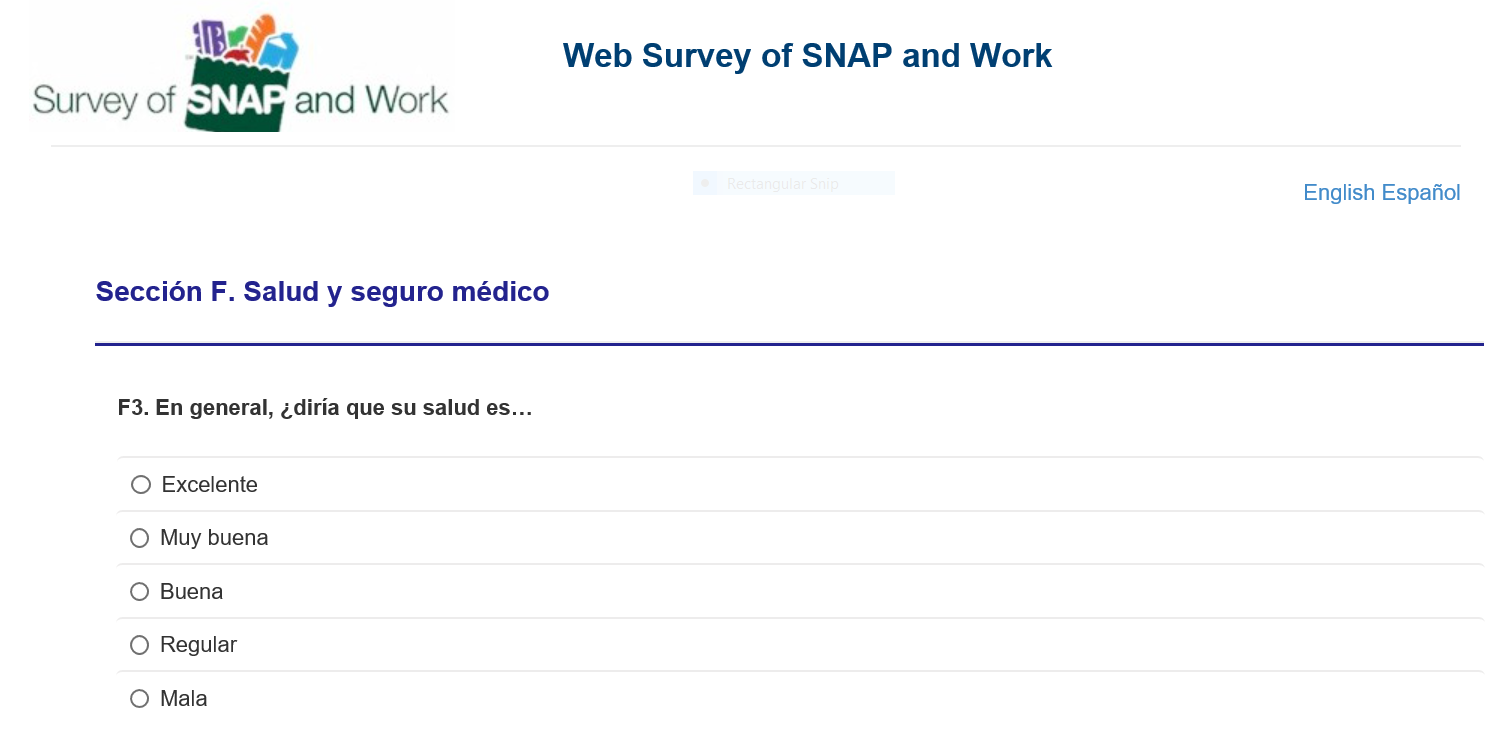 Survey of SNAP and Work
Web Survey of SNAP and Work
Rectangular Snip
English Español
Sección F. Salud y seguro médico
F3. En general, ¿diría que su salud es…
Excelente
Muy buena
Buena
Regular
Mala